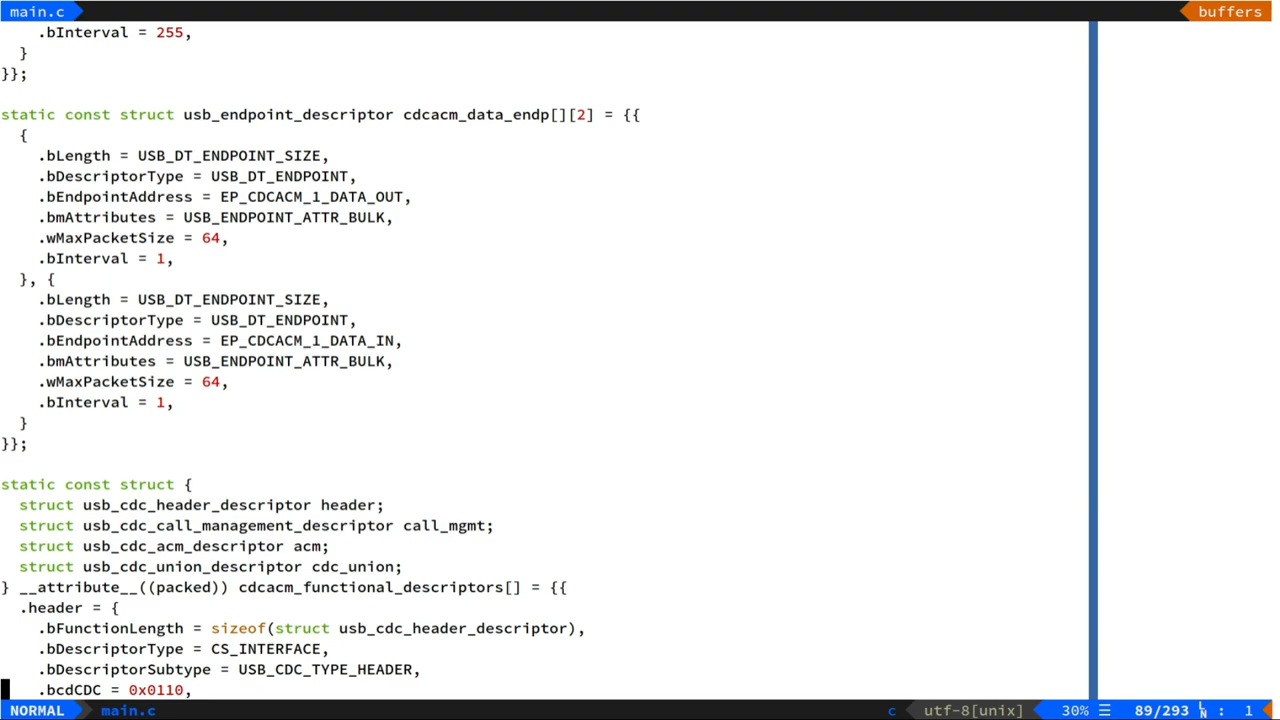 main.c buffers
.bInterval = 255,
}
}};
static const struct usb_endpoint_descriptor cdcacm_data_endp[][2] = {{
{
.bLength = USB_DT_ENDPOINT_SIZE,
.bDescriptorType = USB_DT_ENDPOINT,
.bEndpointAddress = EP_CDCACM_1_DATA_OUT,
.bmAttributes = USB_ENDPOINT_ATTR_BULK,
.wMaxPacketSize = 64,
.bInterval = 1,
}, {
.bLength = USB_DT_ENDPOINT_SIZE,
.bDescriptorType = USB_DT_ENDPOINT,
.bEndpointAddress = EP_CDCACM_1_DATA_IN,
.bmAttributes = USB_ENDPOINT_ATTR_BULK,
.wMaxPacketSize = 64,
.bInterval = 1,
}
}};
static const struct {
struct usb_cdc_header_descriptor header;
struct usb_cdc_call_management_descriptor call_mgmt;
struct usb_cdc_acm_descriptor acm;
struct usb_cdc_union_descriptor cdc_union;
} __attribute__((packed)) cdcacm_functional_descriptors[] = {{
.header = {
.bFunctionLength = sizeof(struct usb_cdc_header_descriptor),
.bDescriptorType = CS_INTERFACE,
.bDescriptorSubtype = USB_CDC_TYPE_HEADER,
.bcdCDC = 0x0110,
NORMAL main.c c utf-8[unix] 30% ☰ 89/293 LN : 1